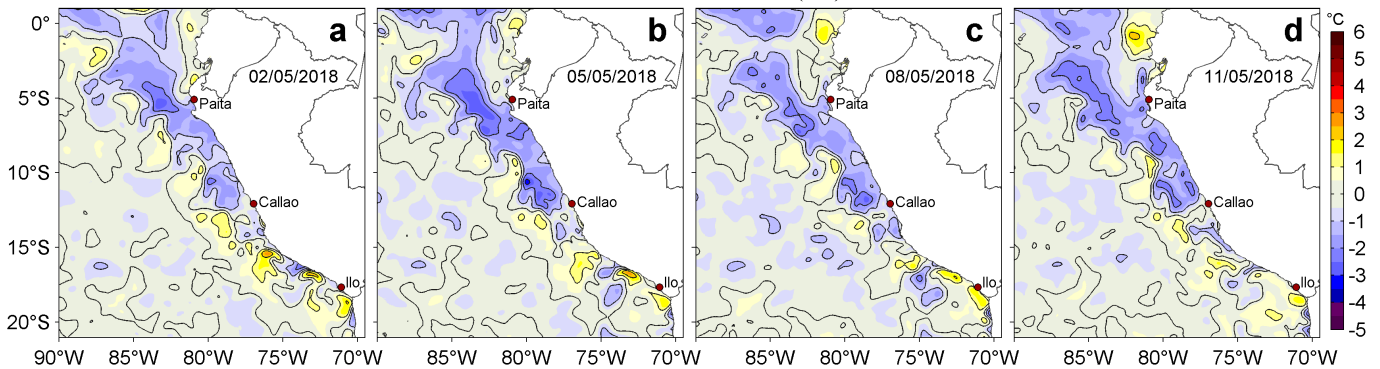 a
b
c
d
°C
02/05/2018
05/05/2018
08/05/2018
11/05/2018
0°
5°S
10°S
15°S
20°S
Paita
Callao
Ilo
Paita
Callao
Ilo
Paita
Callao
Ilo
Paita
Callao
Ilo
90°W 85°W 80°W 75°W 70°W
85°W 80°W 75°W 70°W
85°W 80°W 75°W 70°W
85°W 80°W 75°W 70°W
6
5
4
3
2
1
0
-1
-2
-3
-4
-5